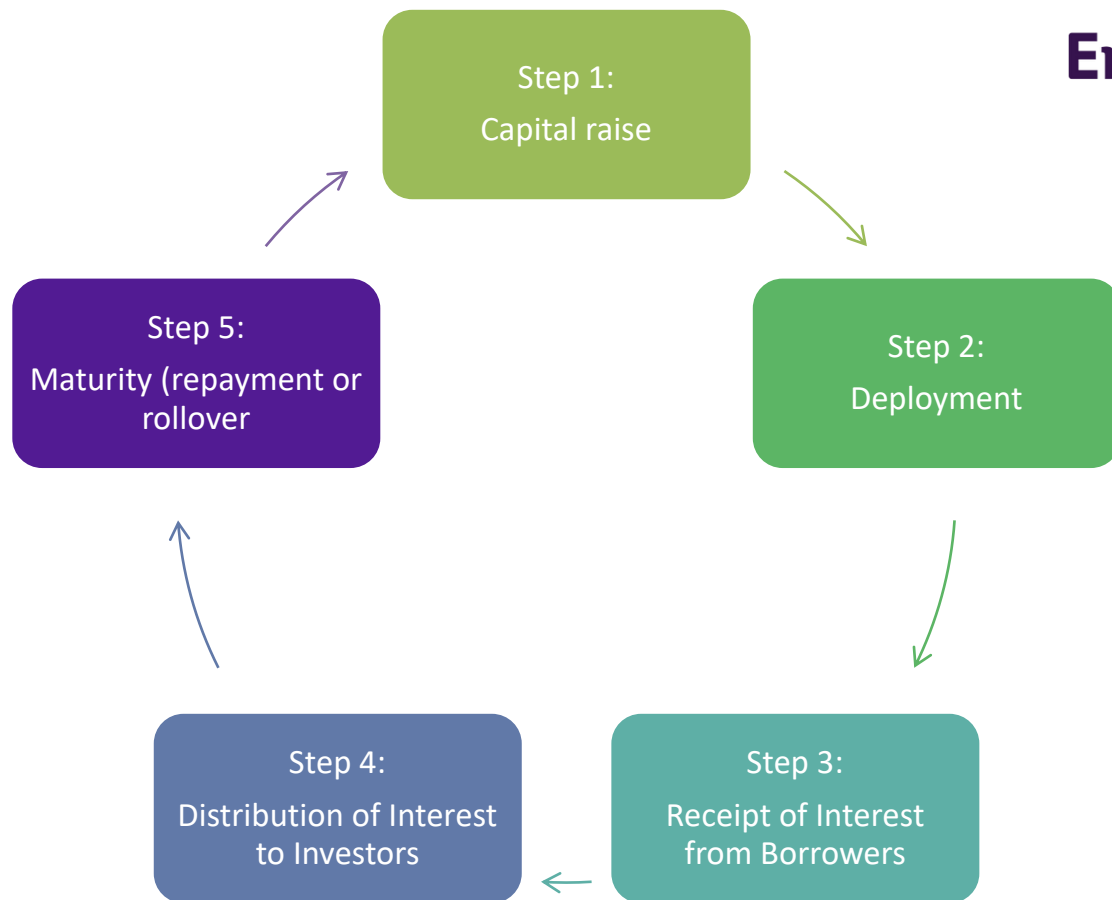 Step 1:
Capital raise
Step 2:
Deployment
Step 3:
Receipt of Interest
from Borrowers
Step 4:
Distribution of Interest
to Investors
Step 5:
Maturity (repayment or
rollover